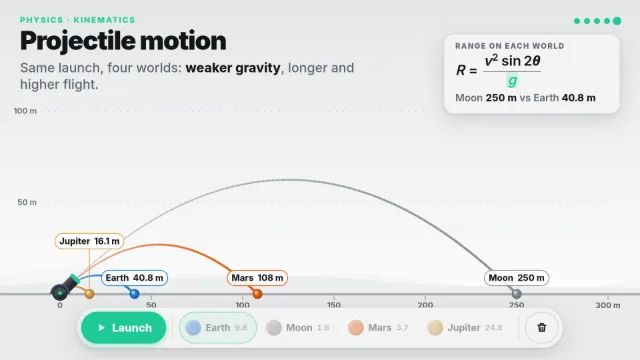 PHYSICS · KINEMATICS
Projectile motion
Same launch, four worlds: weaker gravity, longer and
higher flight.
RANGE ON EACH WORLD
R = v² sin 2θ / g
Moon 250 m vs Earth 40.8 m
100 m
50 m
Jupiter 16.1 m
Earth 40.8 m
Mars 108 m
Moon 250 m
0 50 100 150 200 250 300 m
Launch
Earth 9.8
Moon 1.6
Mars 3.7
Jupiter 24.8